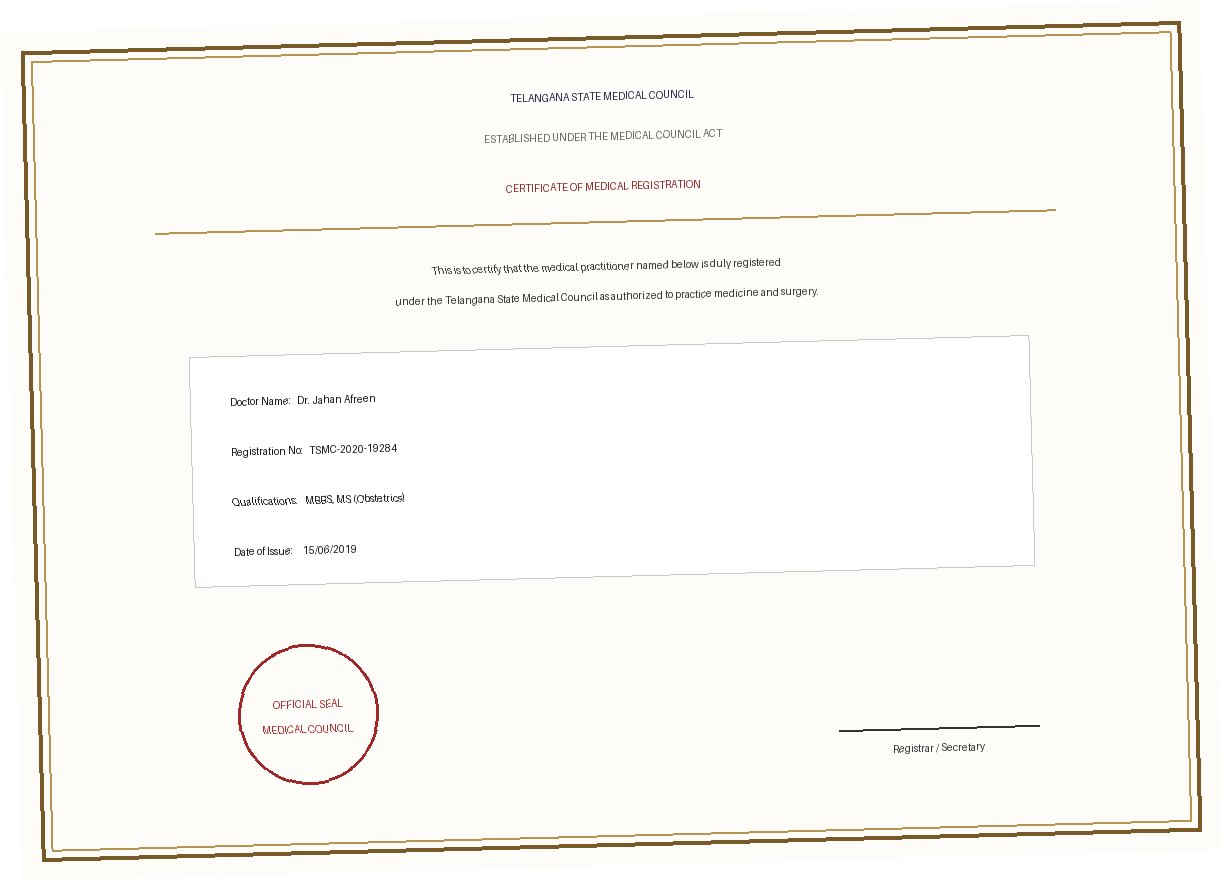 TELANGANA STATE MEDICAL COUNCIL
ESTABLISHED UNDER THE MEDICAL COUNCIL ACT
CERTIFICATE OF MEDICAL REGISTRATION
This is to certify that the medical practitioner named below is duly registered
under the Telangana State Medical Council as authorized to practice medicine and surgery.
Doctor Name: Dr. Jahan Afreen
Registration No: TSMC-2020-19284
Qualifications: MBBS, MS (Obstetrics)
Date of Issue: 15/06/2019
OFFICIAL SEAL
MEDICAL COUNCIL
Registrar / Secretary